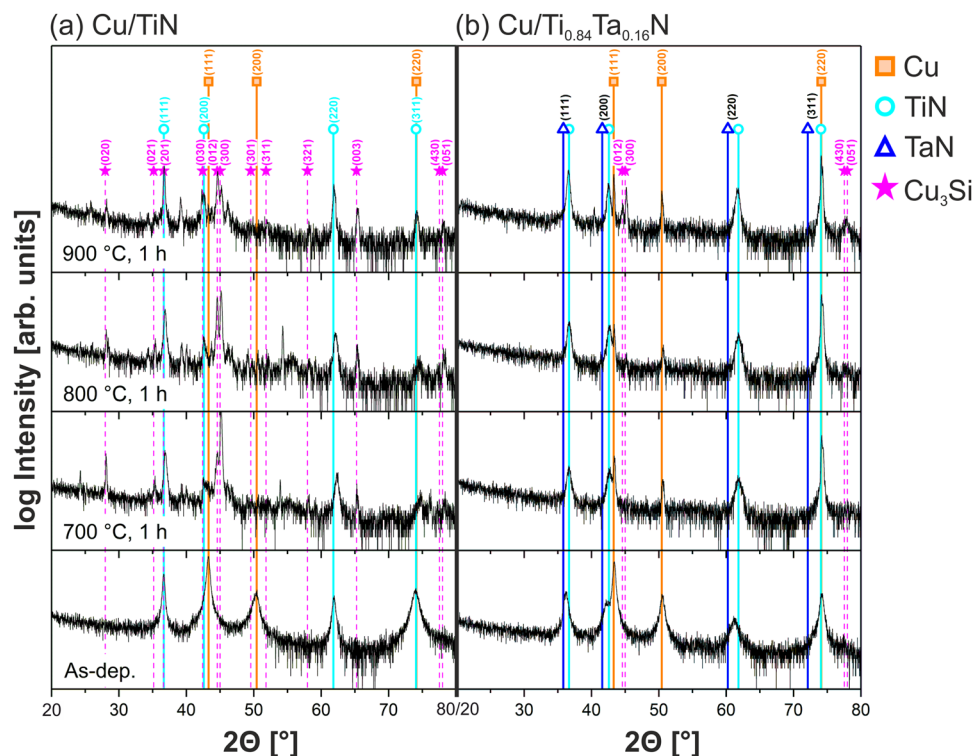 (a) Cu/TiN
(b) Cu/Ti0.84Ta0.16N
(111)
(200)
(220)
(111)
(200)
(220)
(311)
(020)
(021)
(201)
(030)
(012)
(300)
(301)
(311)
(321)
(003)
(430)
(051)
(111)
(200)
(220)
(111)
(200)
(220)
(311)
(012)
(300)
(430)
(051)
Cu
TiN
TaN
Cu3Si
log Intensity [arb. units]
900 °C, 1 h
800 °C, 1 h
700 °C, 1 h
As-dep.
20 30 40 50 60 70 80/20 30 40 50 60 70 80
2Θ [°] 2Θ [°]